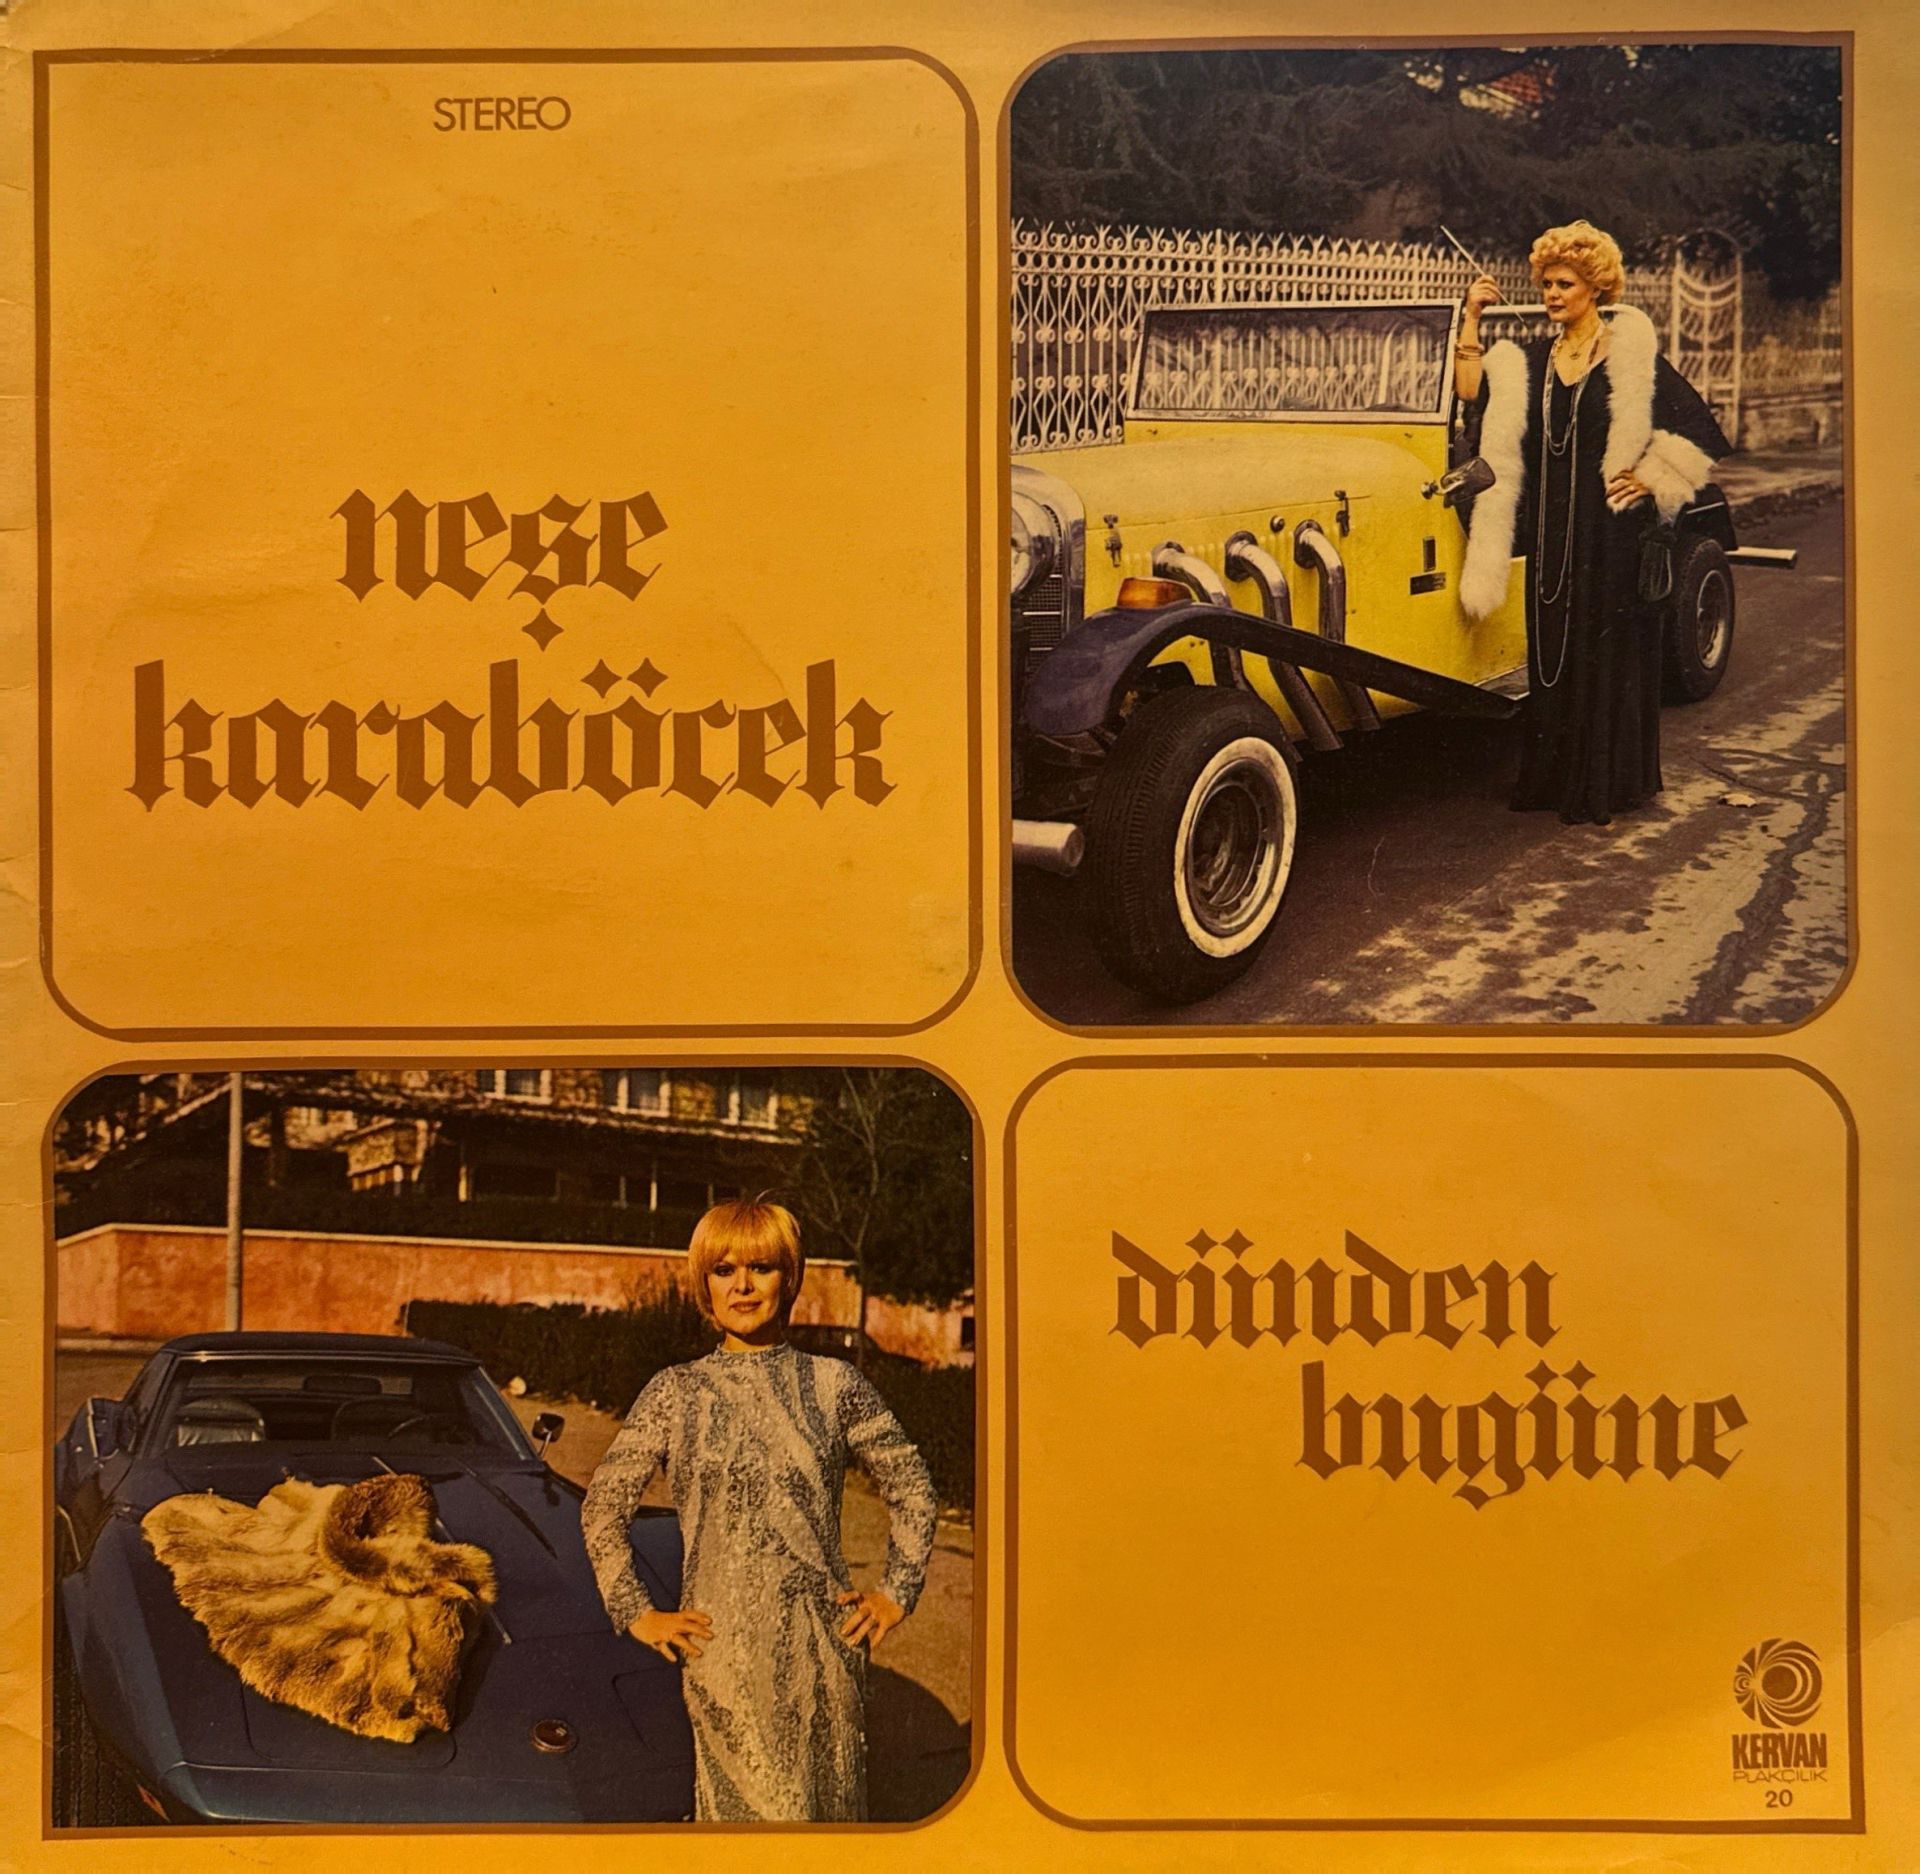 STEREO
neşe
karaböcek
dünden
bugüne
KERVAN
PLAKÇILIK
20